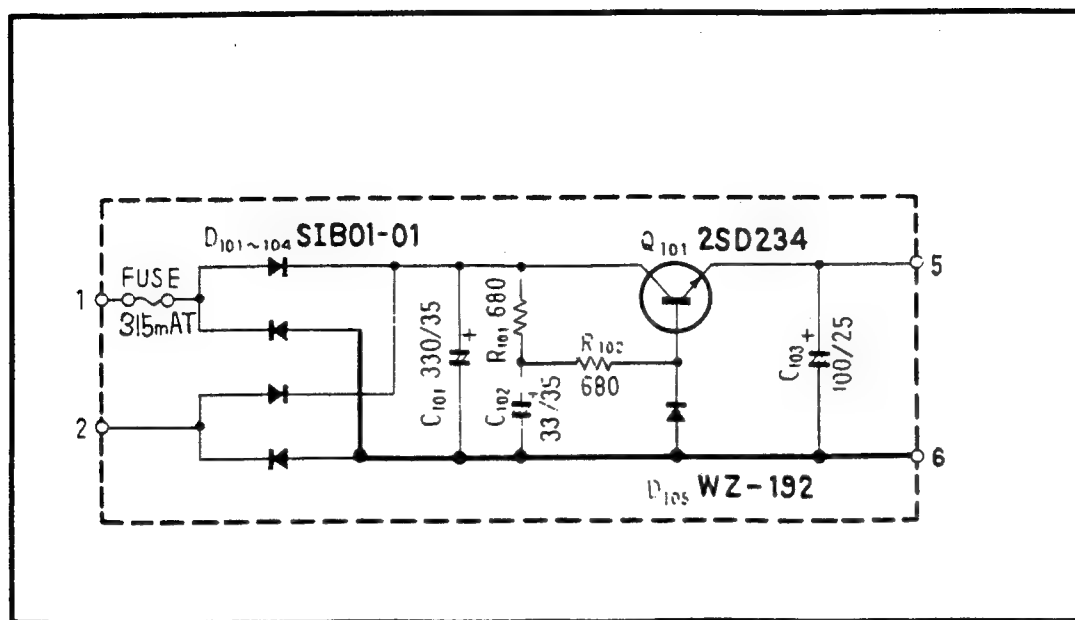 D101~104 SIB01-01
Q101 2SD234
FUSE
1
315mAT
2
R101 680
C101 330/35
+
C102 33/35
+
R102
680
C103 100/25
+
5
6
D105 WZ-192